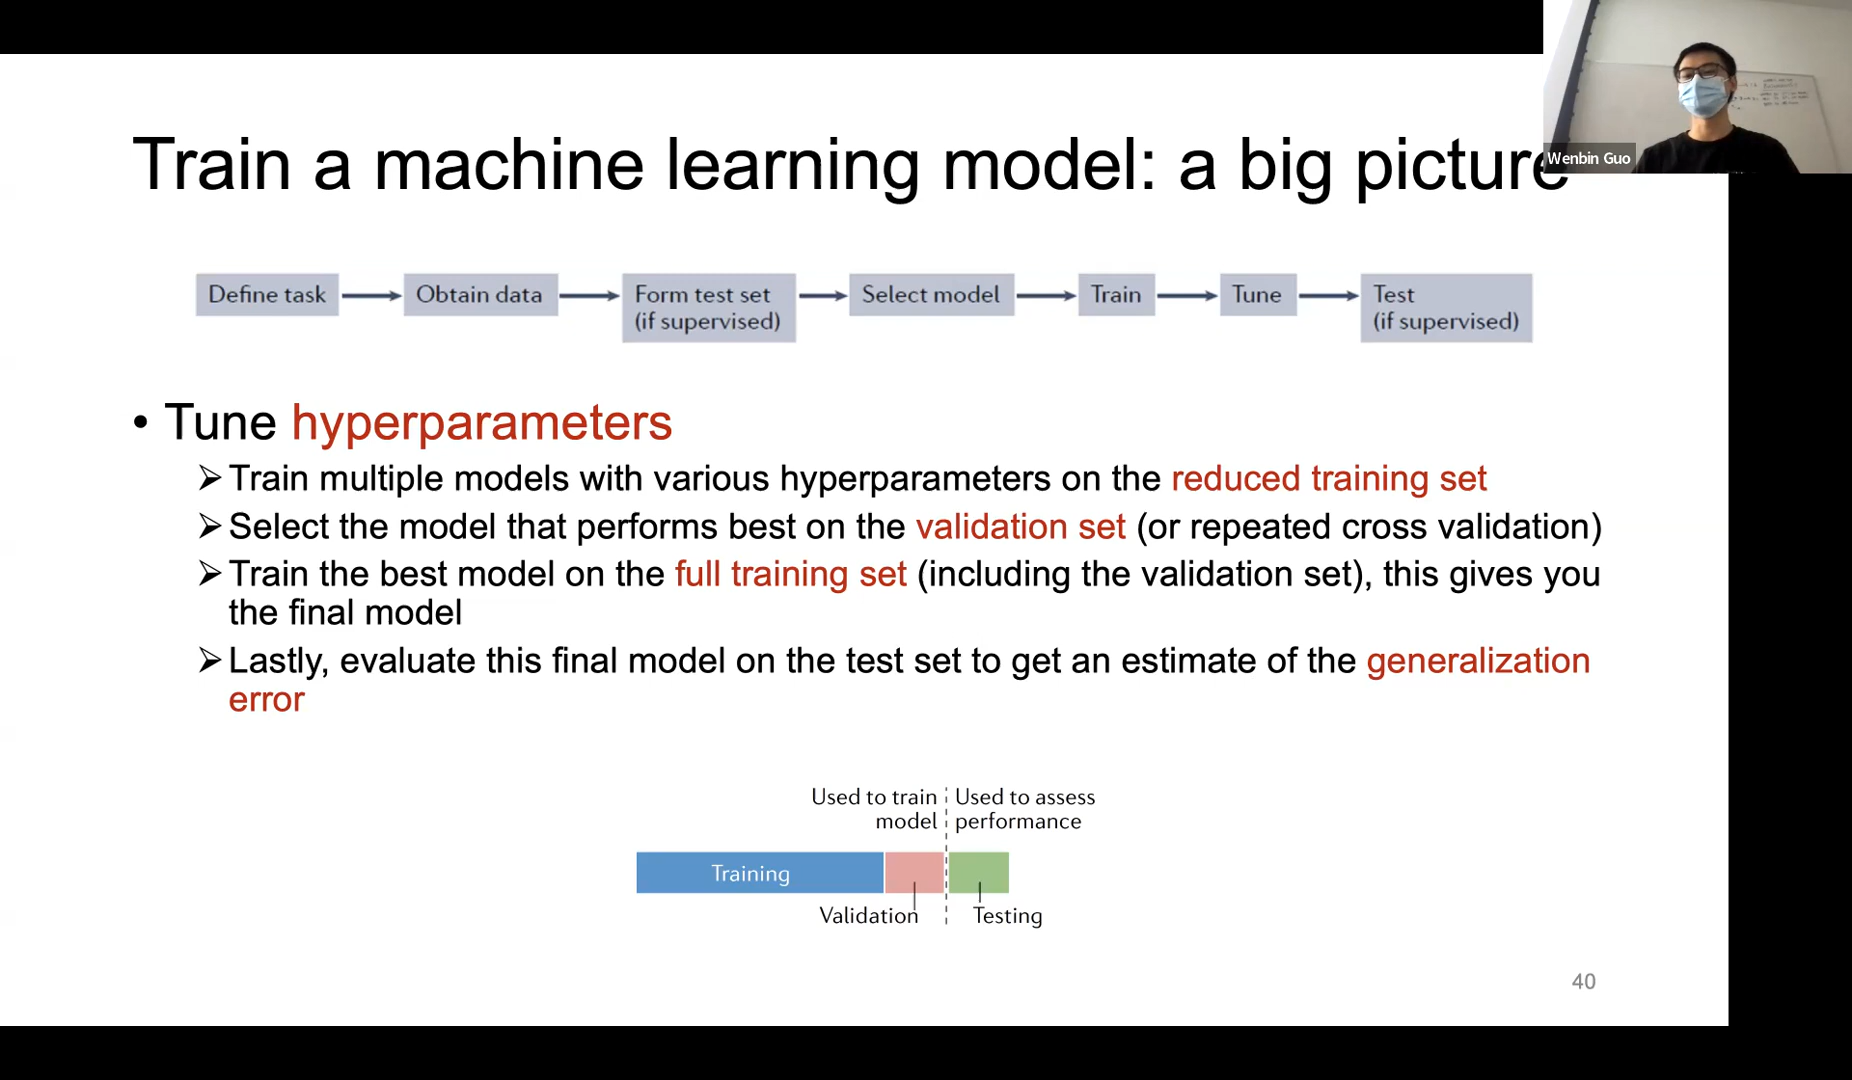 Train a machine learning model: a big picture
Wenbin Guo
Define task
Obtain data
Form test set
(if supervised)
Select model
Train
Tune
Test
(if supervised)
• Tune hyperparameters
➢ Train multiple models with various hyperparameters on the reduced training set
➢ Select the model that performs best on the validation set (or repeated cross validation)
➢ Train the best model on the full training set (including the validation set), this gives you
the final model
➢ Lastly, evaluate this final model on the test set to get an estimate of the generalization
error
Used to train
model
Used to assess
performance
Training
Validation
Testing
40